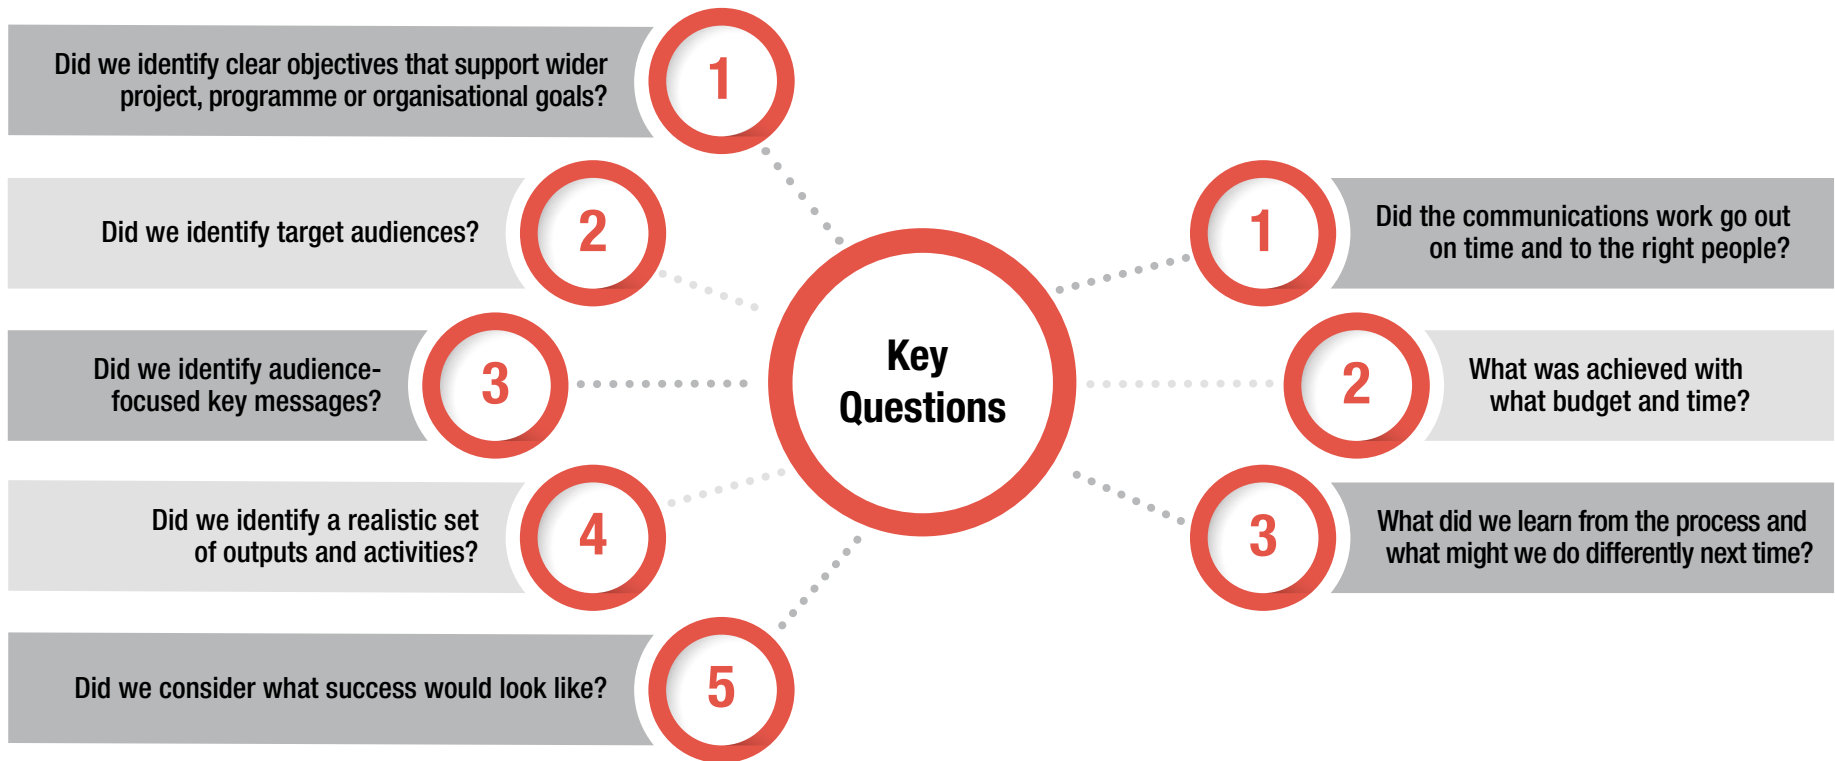 Did we identify clear objectives that support wider
project, programme or organisational goals?
1
Did we identify target audiences?
2
Did we identify audience-
focused key messages?
3
Did we identify a realistic set
of outputs and activities?
4
Did we consider what success would look like?
5
Key
Questions
1
Did the communications work go out
on time and to the right people?
2
What was achieved with
what budget and time?
3
What did we learn from the process and
what might we do differently next time?